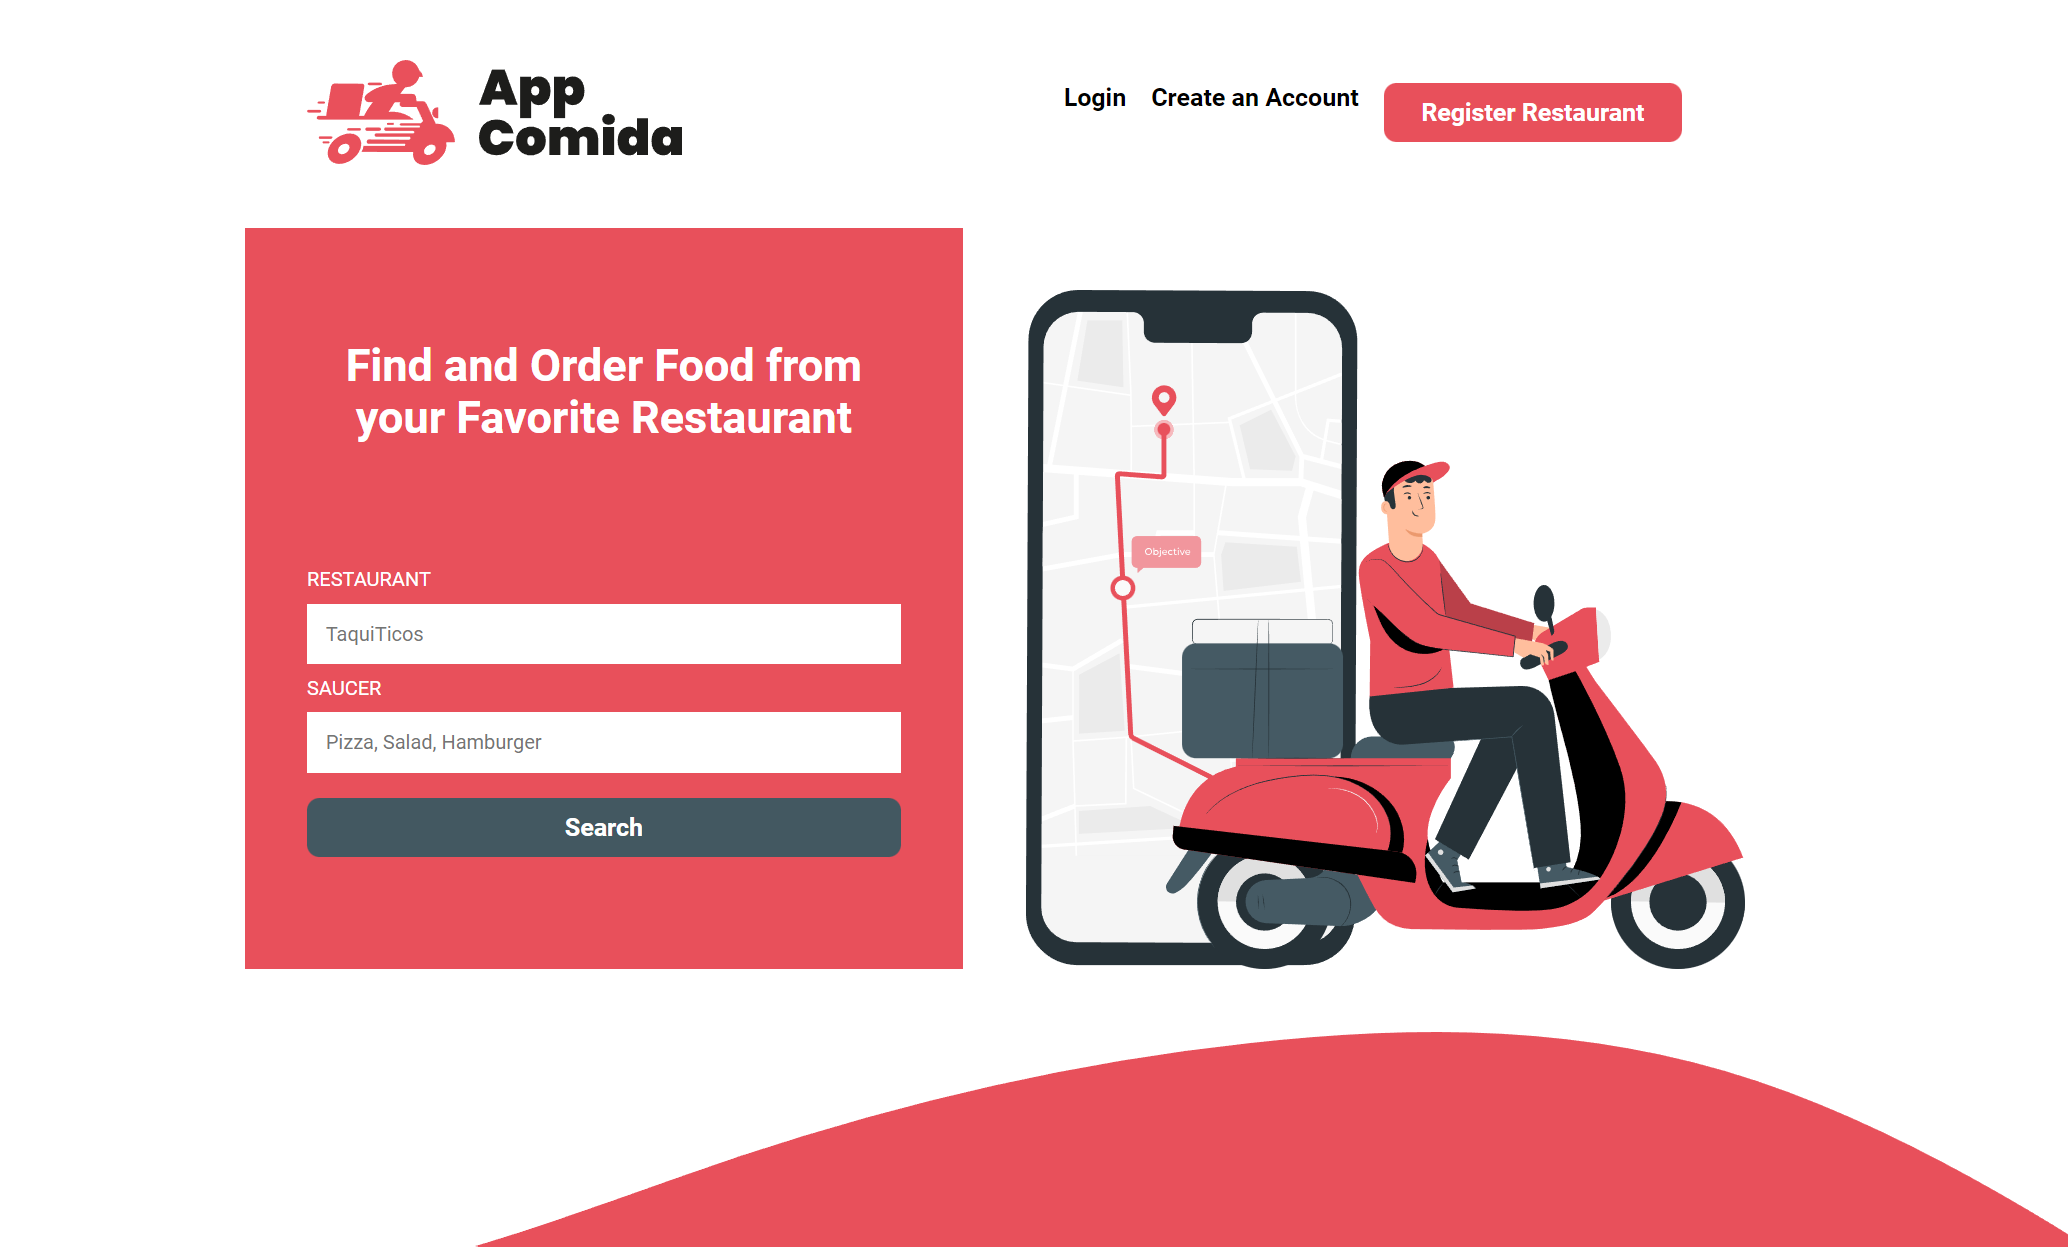 App
Comida
Login
Create an Account
Register Restaurant
Find and Order Food from
your Favorite Restaurant
RESTAURANT
TaquiTicos
SAUCER
Pizza, Salad, Hamburger
Search
Objective